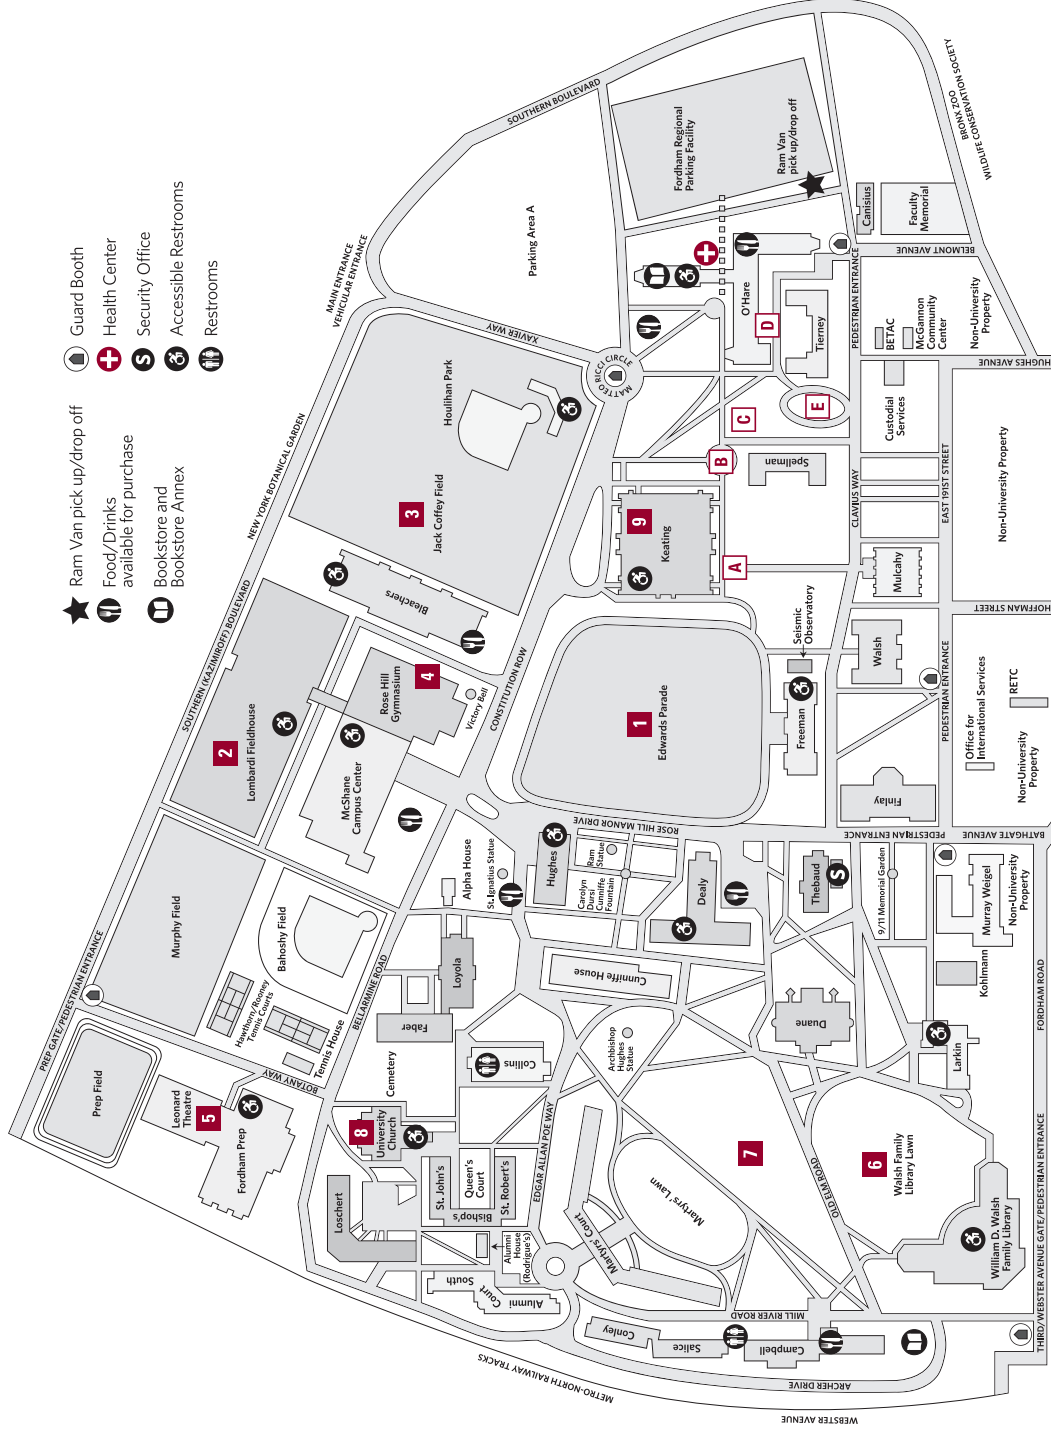 Ram Van pick up/drop off
Food/Drinks
available for purchase
Bookstore and
Bookstore Annex
Guard Booth
Health Center
S
Security Office
Accessible Restrooms
Restrooms
METRO-NORTH RAILWAY TRACKS
WEBSTER AVENUE
ARCHER DRIVE
MILL RIVER ROAD
THIRD/WEBSTER AVENUE GATE/PEDESTRIAN ENTRANCE
FORDHAM ROAD
PREP GATE/PEDESTRIAN ENTRANCE
SOUTHERN (KAZIMIROFF) BOULEVARD
NEW YORK BOTANICAL GARDEN
MAIN ENTRANCE
VEHICULAR ENTRANCE
SOUTHERN BOULEVARD
BRONX ZOO
WILDLIFE CONSERVATION SOCIETY
Prep Field
Leonard
Theatre
5
Fordham Prep
BOTANY WAY
Tennis House
Hawthorn/Rooney
Tennis Courts
Murphy Field
Bahoshy Field
BELLARMINE ROAD
2
Lombardi Fieldhouse
McShane
Campus Center
Rose Hill
Gymnasium
4
Victory Bell
Bleachers
3
Jack Coffey Field
Houlihan Park
XAVIER WAY
MATTEO RICCI CIRCLE
CONSTITUTION ROW
Parking Area A
Fordham Regional
Parking Facility
Ram Van
pick up/drop off
Loschert
8
University
Church
Cemetery
Faber
Loyola
Alpha House
St. Ignatius Statue
St. John's
Queen's
Court
Bishop's
St. Robert's
Alumni
House
(Rodrigue's)
Alumni
Court
South
Collins
EDGAR ALLAN POE WAY
Hughes
Carolyn
Dursi
Cunniffe
Fountain
Ram
Statue
ROSE HILL MANOR DRIVE
Cunniffe House
Archbishop
Hughes
Statue
Dealy
Martyrs' Court
Martyrs' Lawn
Conley
Salice
Campbell
7
OLD ELM ROAD
6
Walsh Family
Library Lawn
William D. Walsh
Family Library
Duane
Thebaud
S
9/11 Memorial Garden
Larkin
Kohlmann
Murray Weigel
Non-University
Property
1
Edwards Parade
9
Keating
A
B
C
D
E
Spellman
O'Hare
Tierney
Seismic
Observatory
Freeman
Finlay
Walsh
Mulcahy
CLAVIUS WAY
Custodial
Services
BETAC
McGannon
Community
Center
Non-University
Property
Canisius
Faculty
Memorial
BELMONT AVENUE
HUGHES AVENUE
PEDESTRIAN ENTRANCE
EAST 191ST STREET
Non-University Property
HOFFMAN STREET
PEDESTRIAN ENTRANCE
Office for
International Services
RETC
Non-University
Property
BATHGATE AVENUE
PEDESTRIAN ENTRANCE